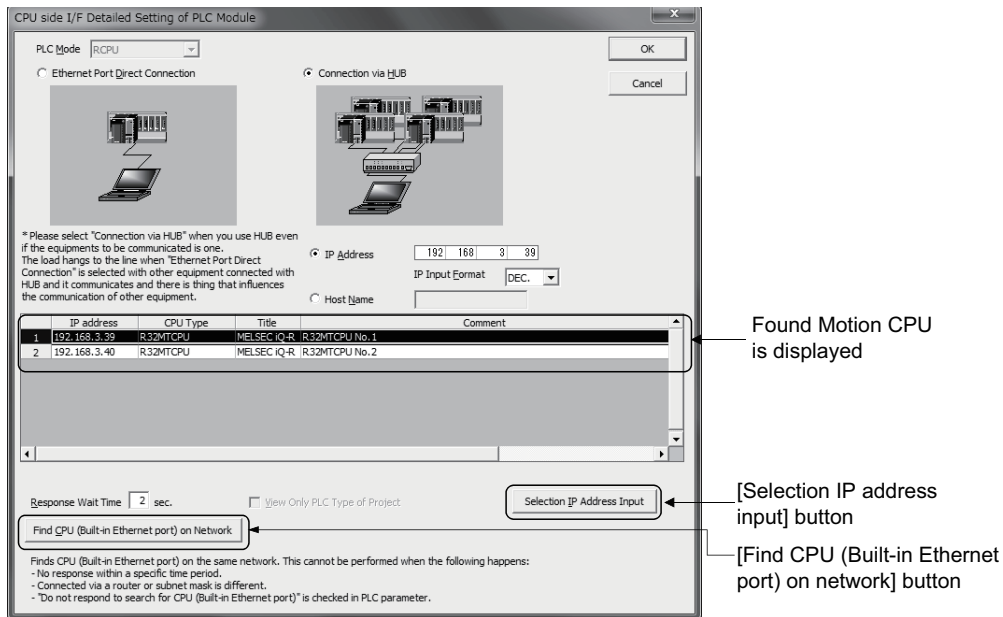 CPU side I/F Detailed Setting of PLC Module
PLC Mode RCPU
OK
Ethernet Port Direct Connection
Connection via HUB
Cancel
* Please select "Connection via HUB" when you use HUB even
if the equipments to be communicated is one.
The load hangs to the line when "Ethernet Port Direct
Connection" is selected with other equipment connected with
HUB and it communicates and there is thing that influences
the communication of other equipment.
IP Address 192 168 3 39
IP Input Format DEC.
Host Name
IP address CPU Type Title Comment
1 192.168.3.39 R32MTCPU MELSEC iQ-R R32MTCPU No.1
2 192.168.3.40 R32MTCPU MELSEC iQ-R R32MTCPU No.2
Found Motion CPU
is displayed
Response Wait Time 2 sec.
View Only PLC Type of Project
Selection IP Address Input
[Selection IP address
input] button
Find CPU (Built-in Ethernet port) on Network
[Find CPU (Built-in Ethernet
port) on network] button
Finds CPU (Built-in Ethernet port) on the same network. This cannot be performed when the following happens:
- No response within a specific time period.
- Connected via a router or subnet mask is different.
- "Do not respond to search for CPU (Built-in Ethernet port)" is checked in PLC parameter.